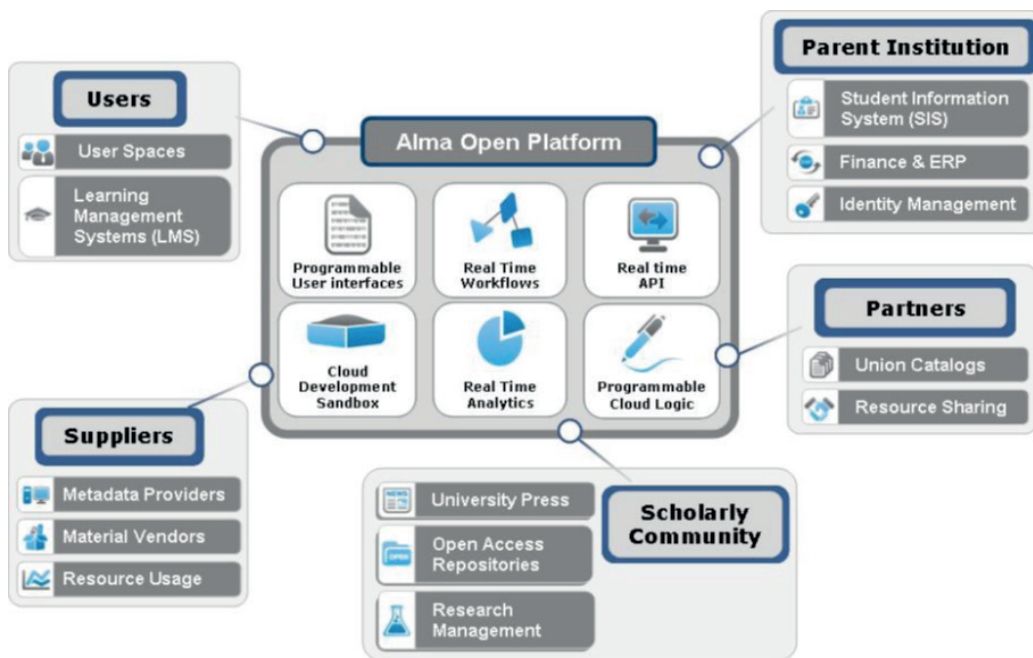 Parent Institution
Student Information
System (SIS)
Finance & ERP
Identity Management
Users
User Spaces
Learning
Management
Systems (LMS)
Alma Open Platform
Programmable
User interfaces
Real Time
Workflows
Real time
API
Cloud
Development
Sandbox
Real Time
Analytics
Programmable
Cloud Logic
Partners
Union Catalogs
Resource Sharing
Suppliers
Metadata Providers
Material Vendors
Resource Usage
Scholarly
Community
NEWS
University Press
OPEN
Open Access
Repositories
Research
Management